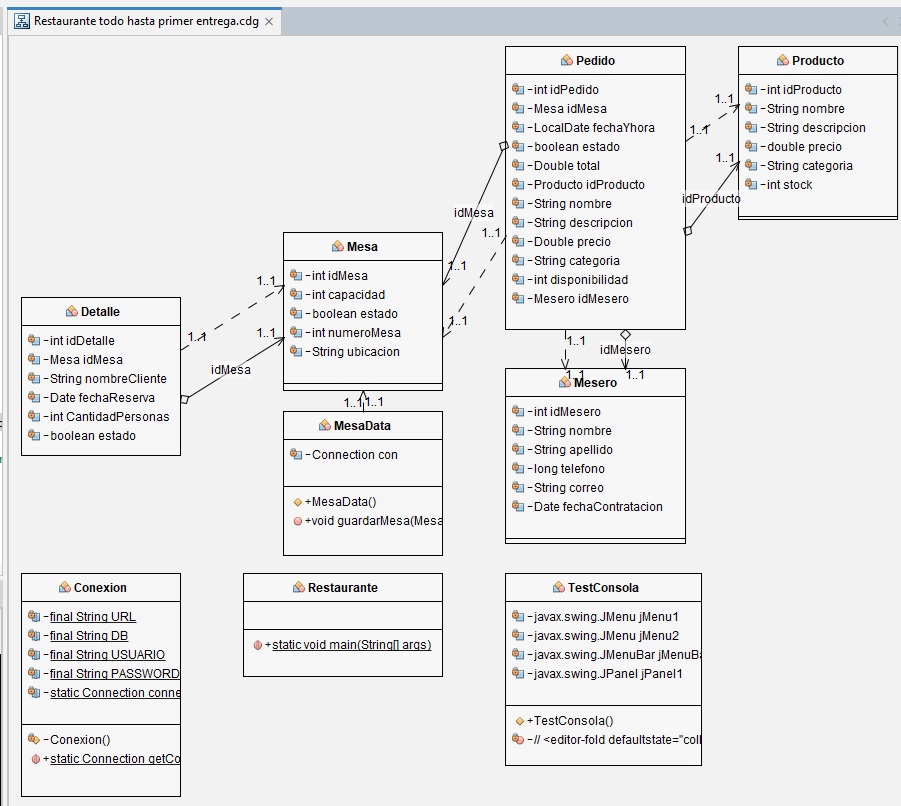 Restaurante todo hasta primer entrega.cdg
Pedido
-int idPedido
-Mesa idMesa
-LocalDate fechaYhora
-boolean estado
-Double total
-Producto idProducto
-String nombre
-String descripcion
-Double precio
-String categoria
-int disponibilidad
-Mesero idMesero
Producto
-int idProducto
-String nombre
-String descripcion
-double precio
-String categoria
-int stock
1..1
1..1
1..1
idProducto
idMesa
1..1
1..1
1..1
Mesa
-int idMesa
-int capacidad
-boolean estado
-int numeroMesa
-String ubicacion
1..1
1..1
1..1
idMesa
Detalle
-int idDetalle
-Mesa idMesa
-String nombreCliente
-Date fechaReserva
-int CantidadPersonas
-boolean estado
1..1
idMesero
1..1
1..1
Mesero
-int idMesero
-String nombre
-String apellido
-long telefono
-String correo
-Date fechaContratacion
1..1
1..1
MesaData
-Connection con
+MesaData()
+void guardarMesa(Mesa
Conexion
-final String URL
-final String DB
-final String USUARIO
-final String PASSWORD
-static Connection conne
-Conexion()
+static Connection getCo
Restaurante
+static void main(String[] args)
TestConsola
-javax.swing.JMenu jMenu1
-javax.swing.JMenu jMenu2
-javax.swing.JMenuBar jMenuBa
-javax.swing.JPanel jPanel1
+TestConsola()
-// <editor-fold defaultstate="coll